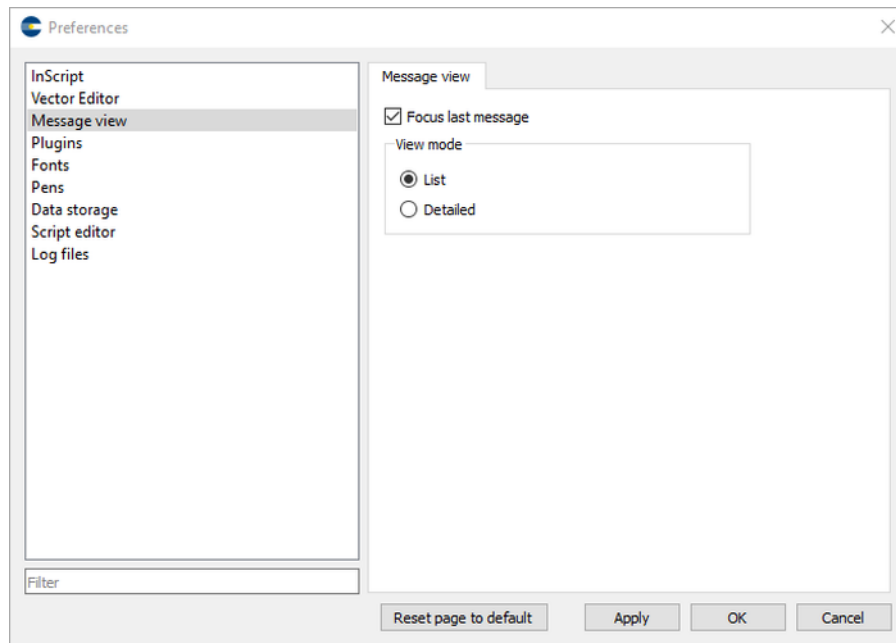 Preferences
InScript
Vector Editor
Message view
Plugins
Fonts
Pens
Data storage
Script editor
Log files
Filter
Message view
Focus last message
View mode
List
Detailed
Reset page to default
Apply
OK
Cancel